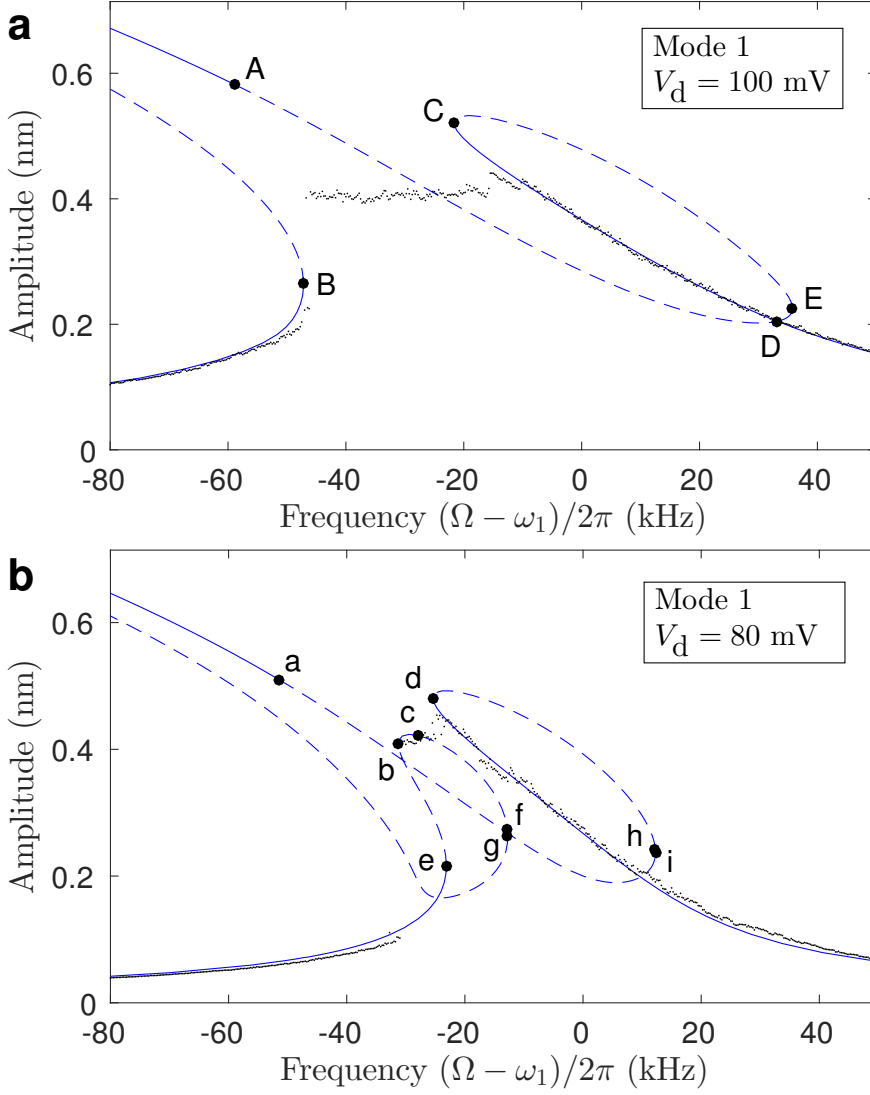 a
Mode 1
V_d = 100 mV
A
B
C
D
E
Amplitude (nm)
0.6
0.4
0.2
0
-80 -60 -40 -20 0 20 40
Frequency (Ω − ω₁)/2π (kHz)
b
Mode 1
V_d = 80 mV
a
b
c
d
e
f
g
h
i
Amplitude (nm)
0.6
0.4
0.2
0
-80 -60 -40 -20 0 20 40
Frequency (Ω − ω₁)/2π (kHz)